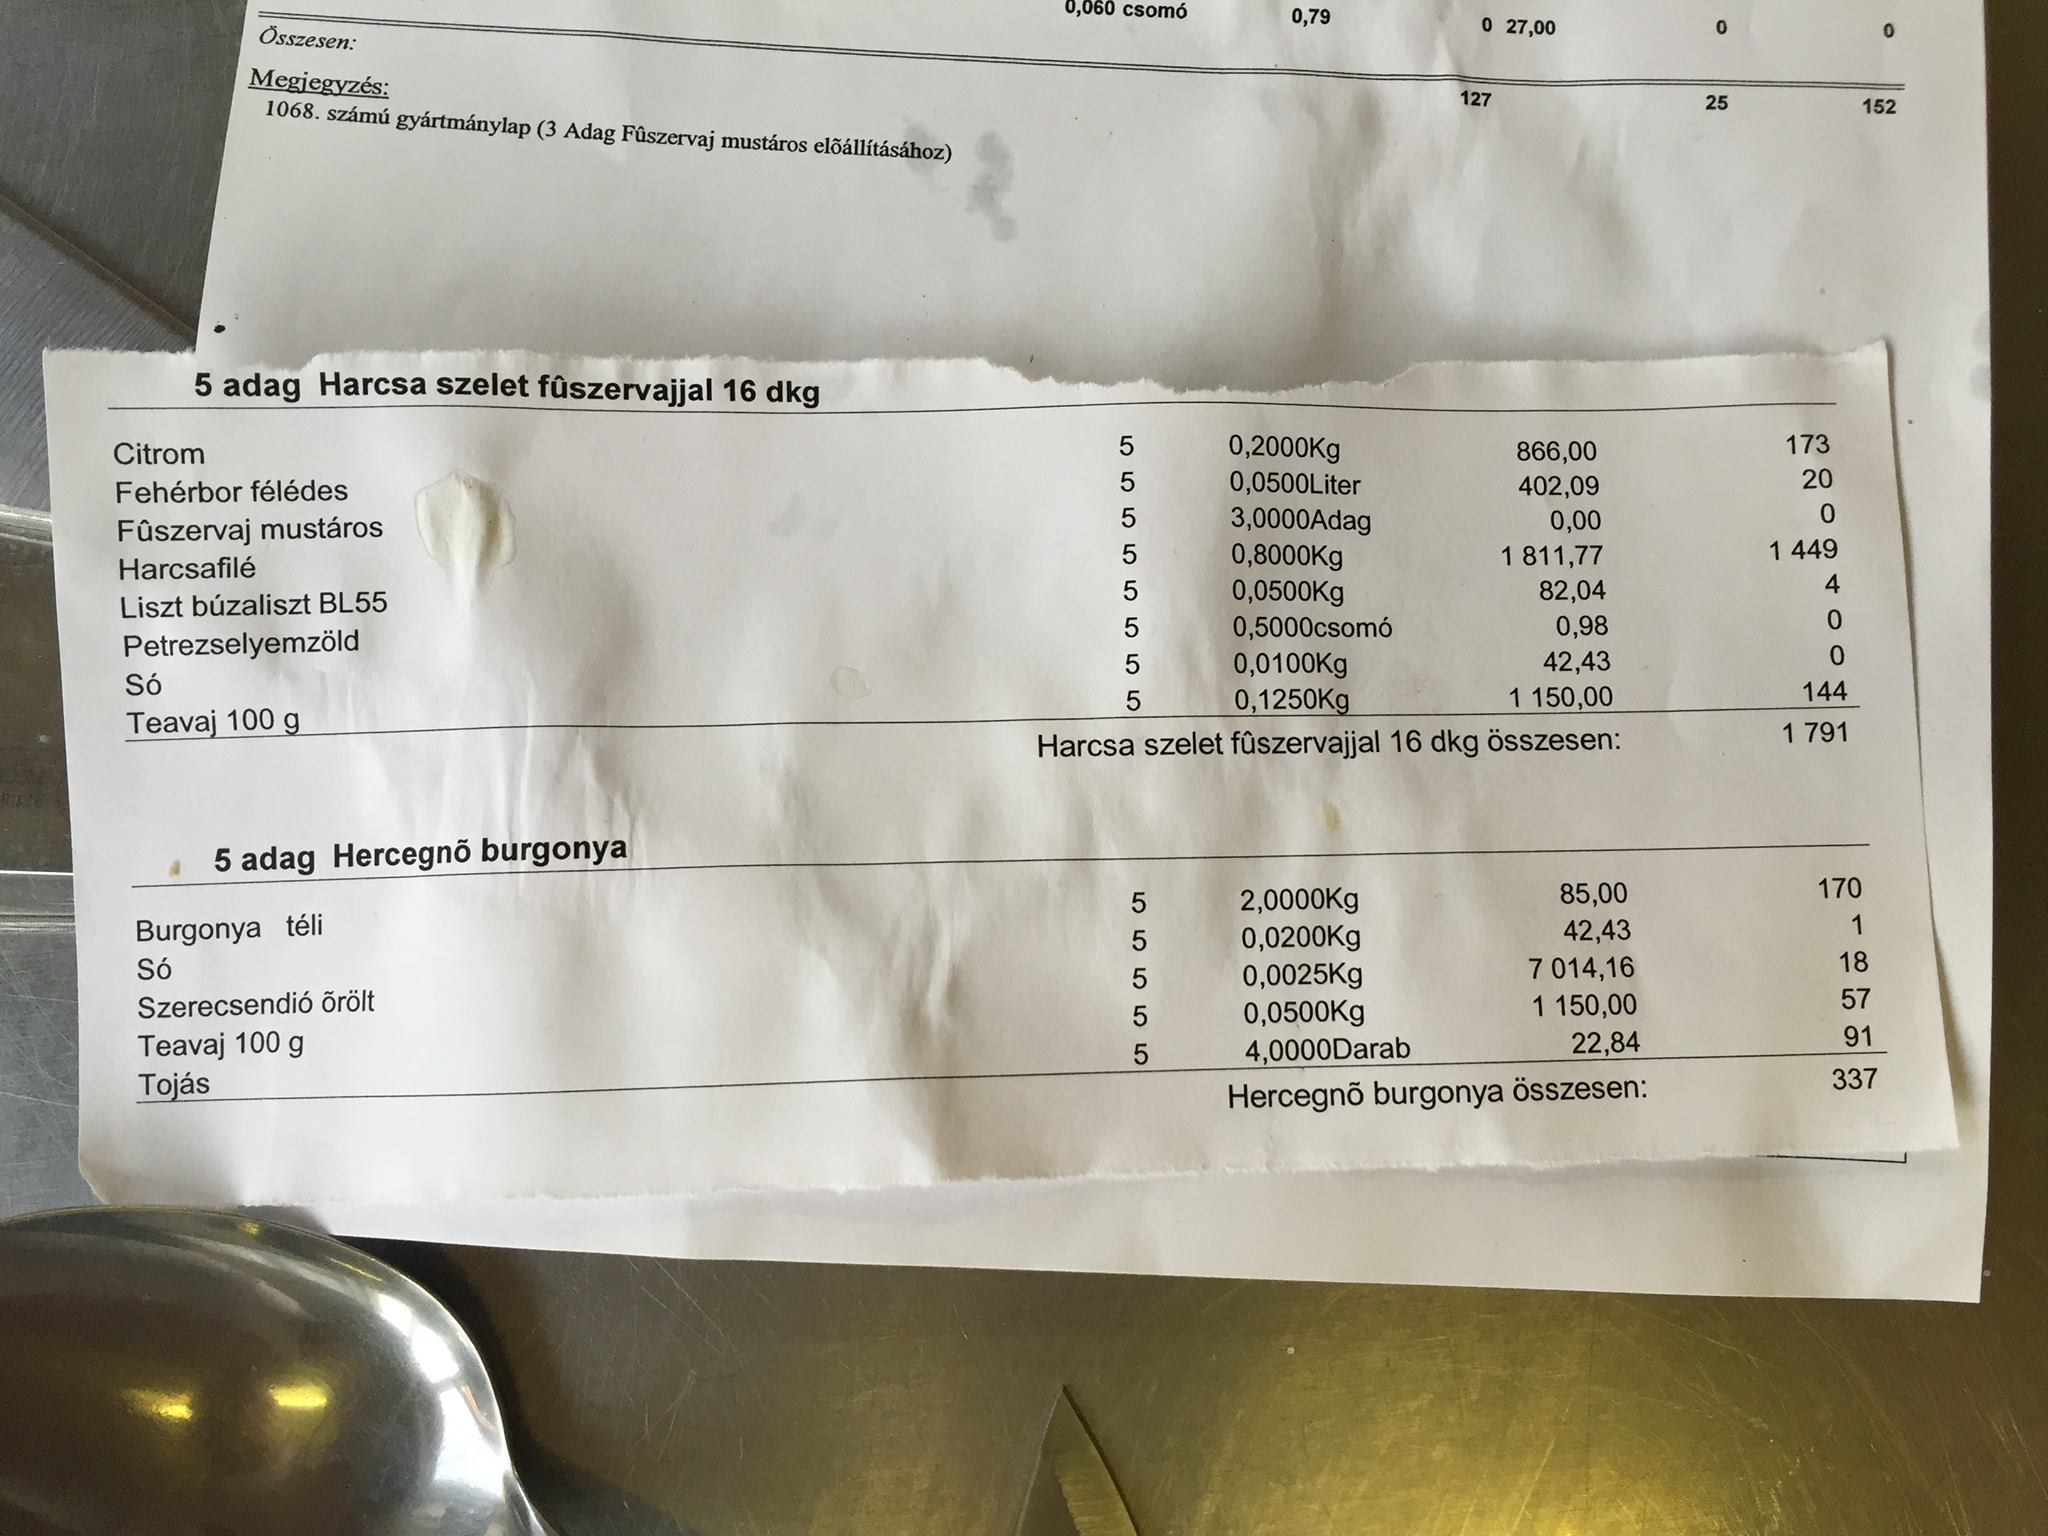 0,060 csomó 0,79 0 27,00 0 0
Összesen: 127 25 152
Megjegyzés:
1068. számú gyártmánylap (3 Adag Fûszervaj mustáros elõállításához)
5 adag Harcsa szelet fûszervajjal 16 dkg
Citrom 5 0,2000Kg 866,00 173
Fehérbor félédes 5 0,0500Liter 402,09 20
Fûszervaj mustáros 5 3,0000Adag 0,00 0
Harcsafilé 5 0,8000Kg 1 811,77 1 449
Liszt búzaliszt BL55 5 0,0500Kg 82,04 4
Petrezselyemzöld 5 0,5000csomó 0,98 0
Só 5 0,0100Kg 42,43 0
Teavaj 100 g 5 0,1250Kg 1 150,00 144
Harcsa szelet fûszervajjal 16 dkg összesen: 1 791
5 adag Hercegnõ burgonya
Burgonya téli 5 2,0000Kg 85,00 170
Só 5 0,0200Kg 42,43 1
Szerecsendió õrölt 5 0,0025Kg 7 014,16 18
Teavaj 100 g 5 0,0500Kg 1 150,00 57
Tojás 5 4,0000Darab 22,84 91
Hercegnõ burgonya összesen: 337